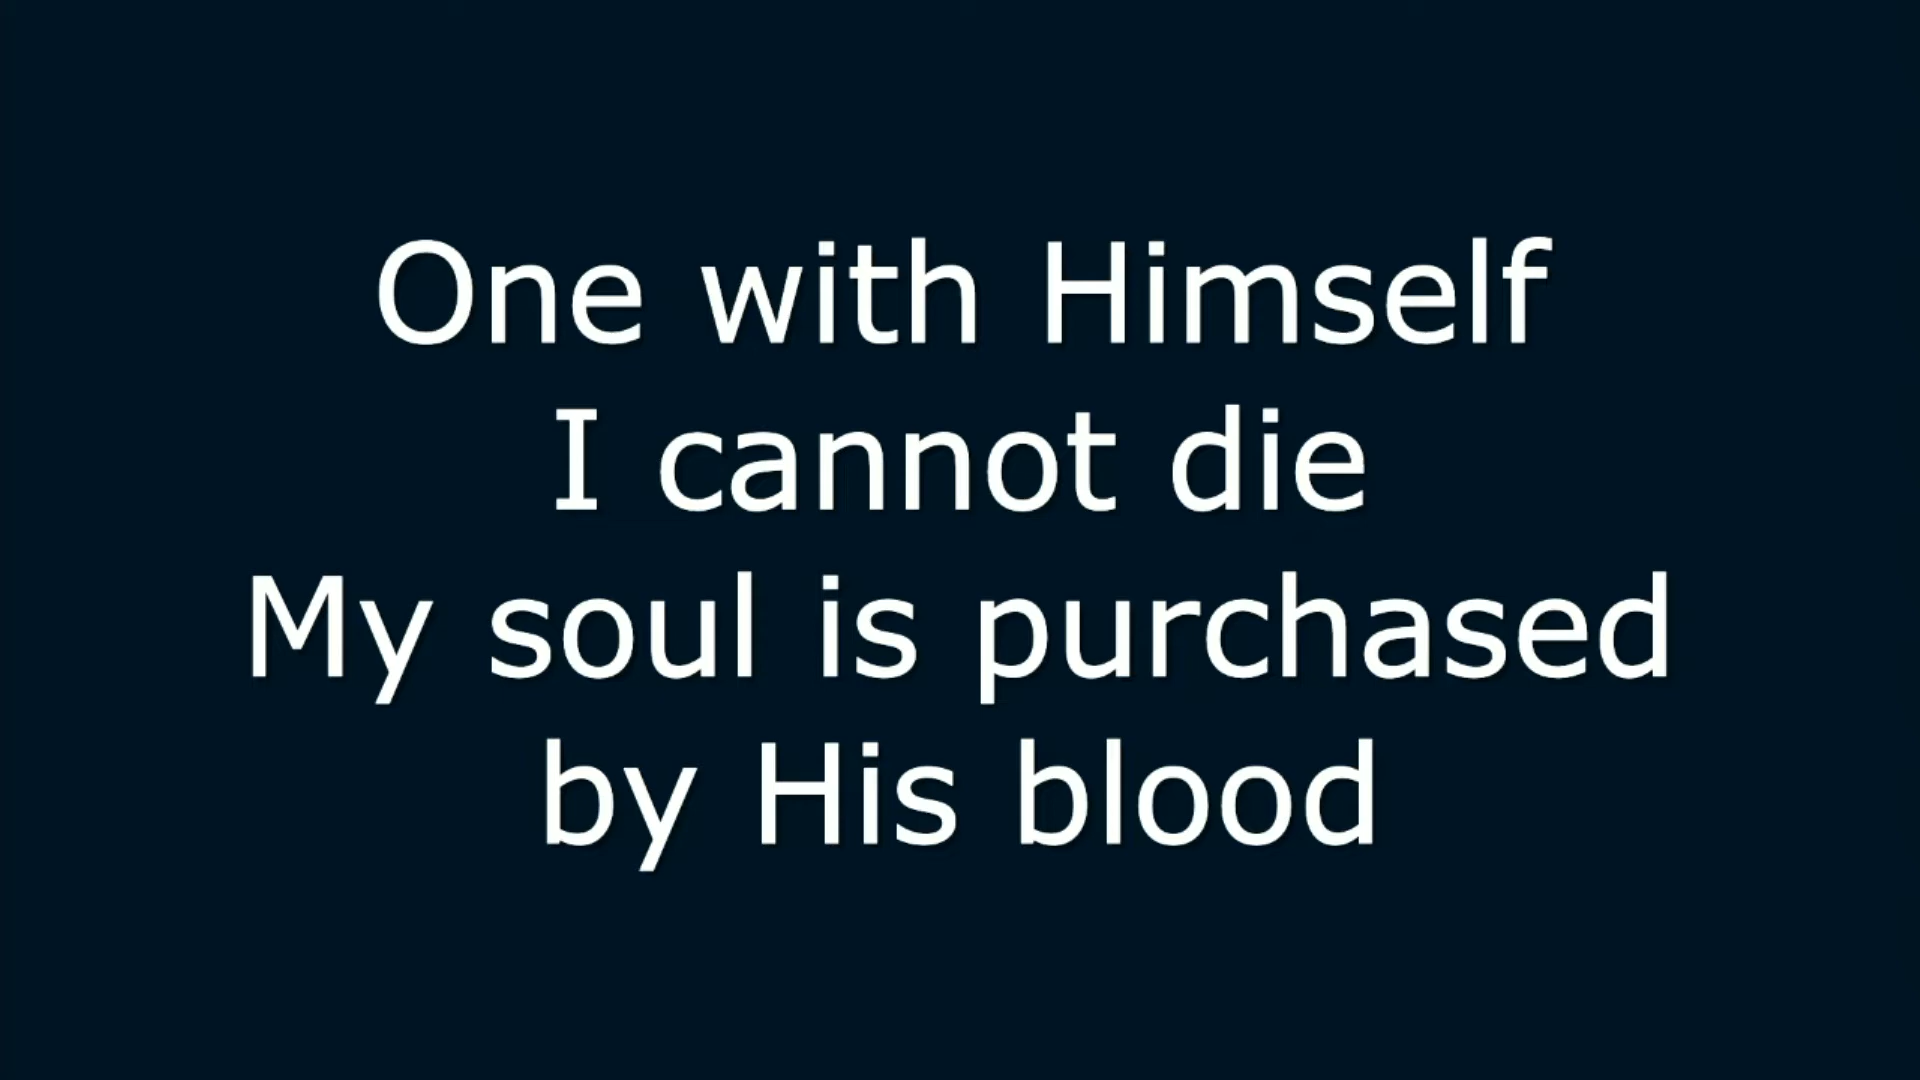 One with Himself
I cannot die
My soul is purchased
by His blood